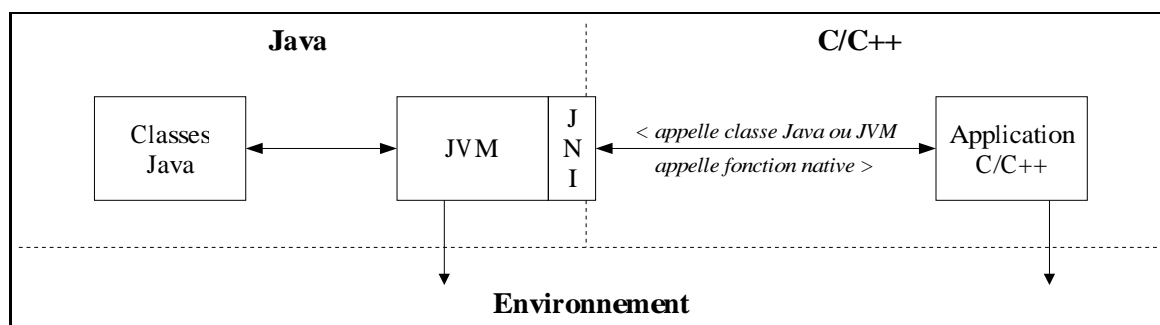 Java
C/C++
Classes
Java
JVM
J
N
I
< appelle classe Java ou JVM
appelle fonction native >
Application
C/C++
Environnement